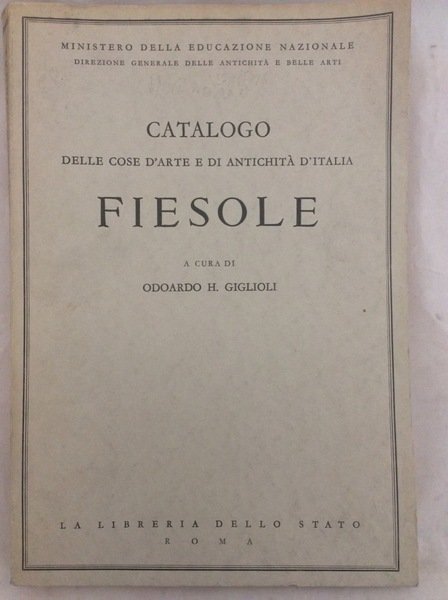 MINISTERO DELLA EDUCAZIONE NAZIONALE
DIREZIONE GENERALE DELLE ANTICHITÀ E BELLE ARTI
CATALOGO
DELLE COSE D'ARTE E DI ANTICHITÀ D'ITALIA
FIESOLE
A CURA DI
ODOARDO H. GIGLIOLI
LA LIBRERIA DELLO STATO
ROMA